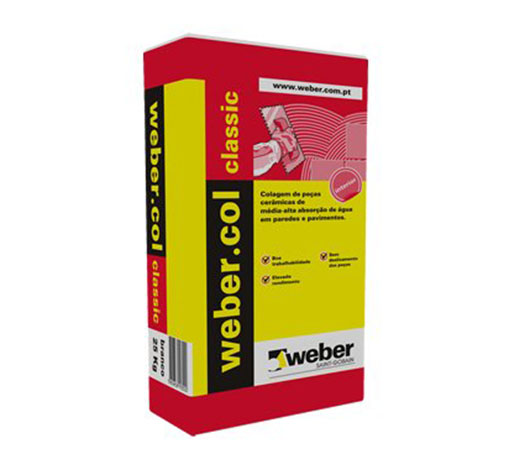 www.weber.com.pt
weber.col classic
Colagem de peças
cerâmicas de
média-alta absorção de água
em paredes e pavimentos.
interior
Boa
trabalhabilidade
Sem
deslizamento
das peças
Elevado
rendimento
weber
SAINT-GOBAIN
weber.col classic
branco
25 Kg